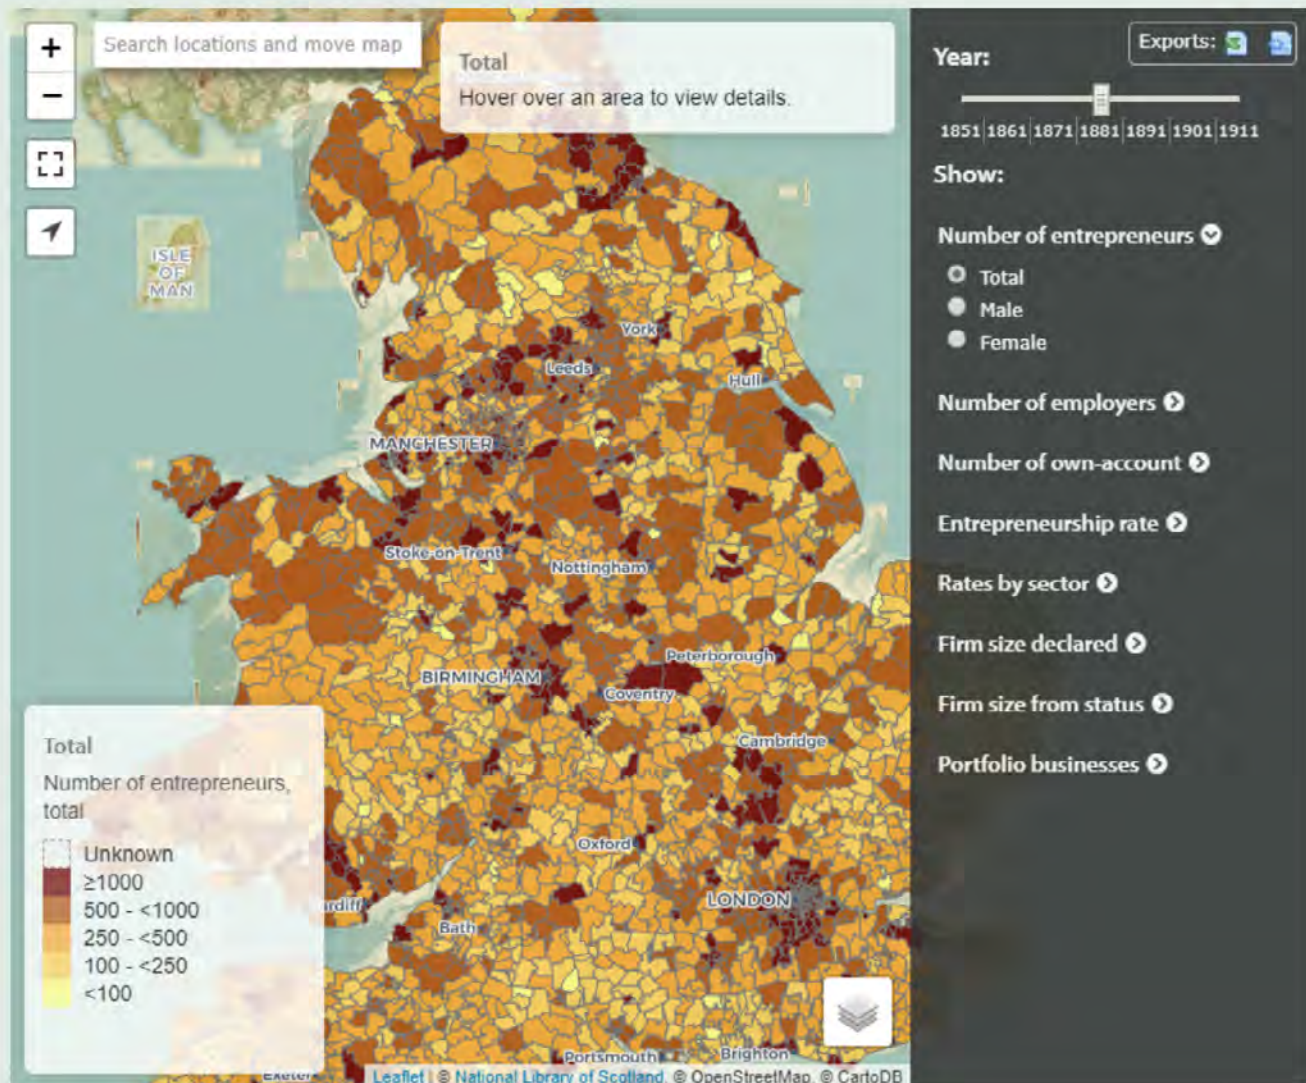 +
Search locations and move map
−
Total
Hover over an area to view details.
Exports:
Year:
1851 1861 1871 1881 1891 1901 1911
Show:
Number of entrepreneurs
Total
Male
Female
Number of employers
Number of own-account
Entrepreneurship rate
Rates by sector
Firm size declared
Firm size from status
Portfolio businesses
ISLE
OF
MAN
York
Leeds
Hull
MANCHESTER
Stoke-on-Trent
Nottingham
Peterborough
BIRMINGHAM
Coventry
Cambridge
Oxford
LONDON
ardiff
Bath
Portsmouth
Brighton
Exeter
Total
Number of entrepreneurs,
total
Unknown
≥1000
500 - <1000
250 - <500
100 - <250
<100
Leaflet | © National Library of Scotland, © OpenStreetMap, © CartoDB